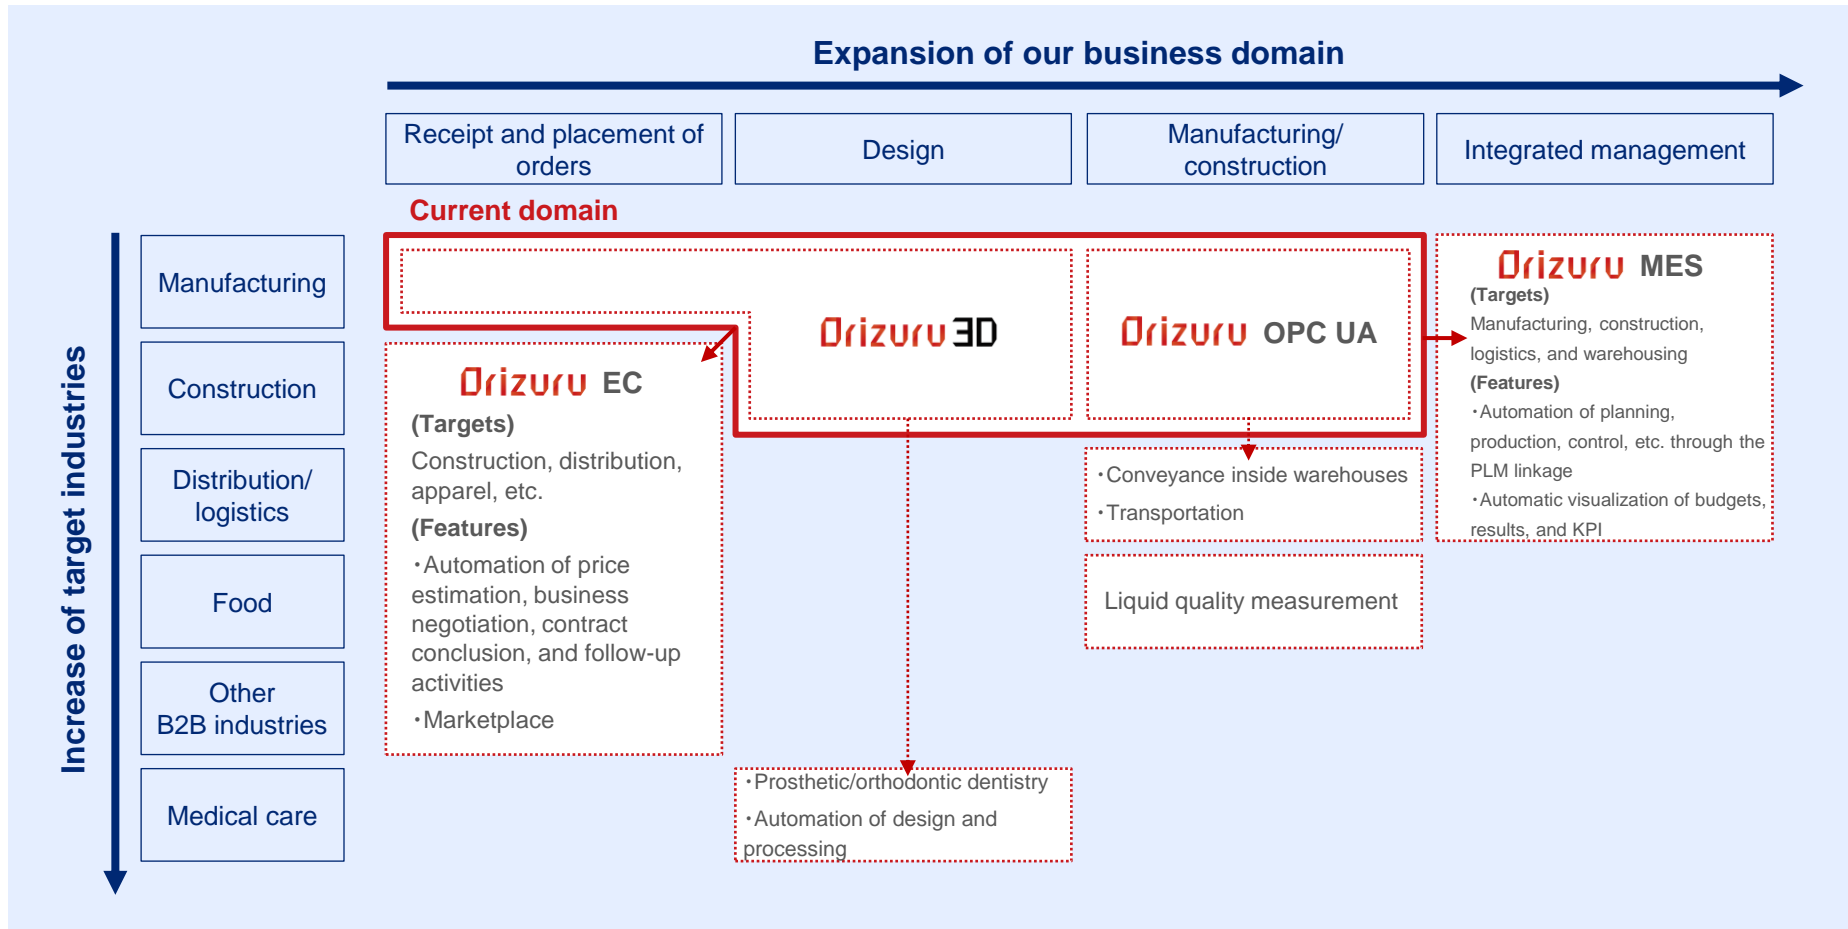 Expansion of our business domain
Receipt and placement of
orders
Design
Manufacturing/
construction
Integrated management
Current domain
Increase of target industries
Manufacturing
Construction
Distribution/
logistics
Food
Other
B2B industries
Medical care
Orizuru 3D
Orizuru OPC UA
Orizuru MES
(Targets)
Manufacturing, construction,
logistics, and warehousing
(Features)
・Automation of planning,
production, control, etc. through the
PLM linkage
・Automatic visualization of budgets,
results, and KPI
Orizuru EC
(Targets)
Construction, distribution,
apparel, etc.
(Features)
・Automation of price
estimation, business
negotiation, contract
conclusion, and follow-up
activities
・Marketplace
・Conveyance inside warehouses
・Transportation
Liquid quality measurement
・Prosthetic/orthodontic dentistry
・Automation of design and
processing